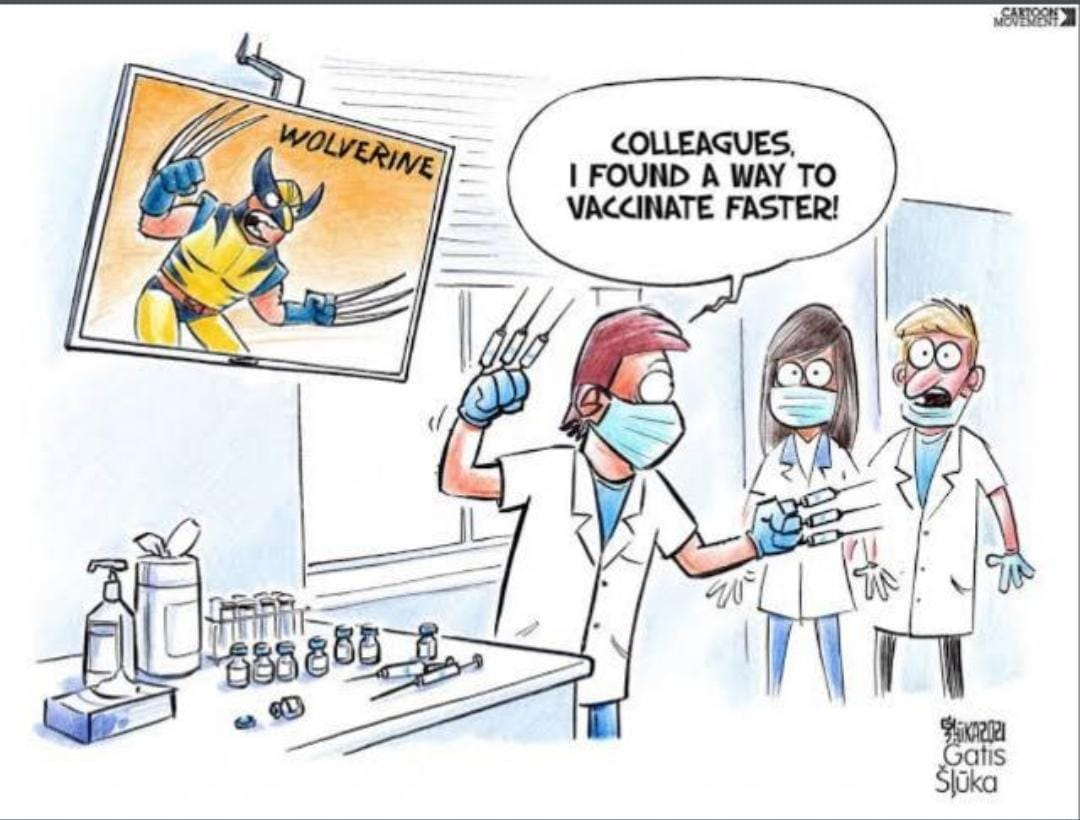 CARTOON
MOVEMENT
WOLVERINE
COLLEAGUES,
I FOUND A WAY TO
VACCINATE FASTER!
Gatis
Šļūka